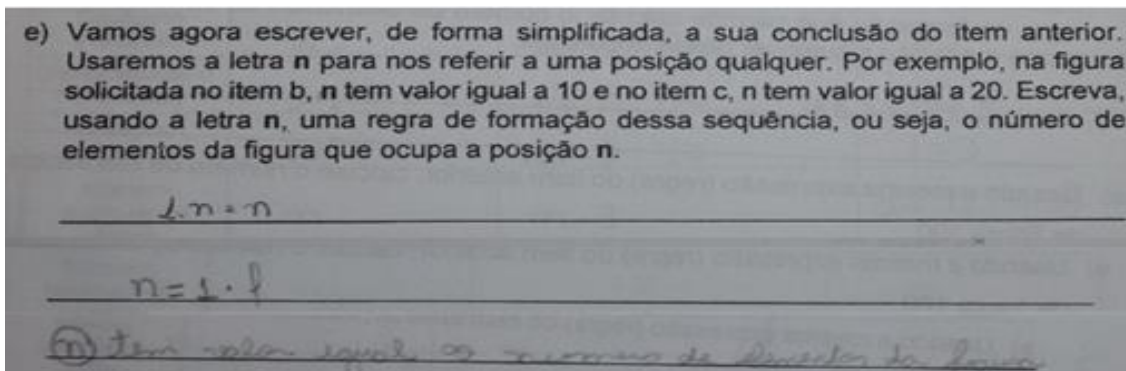 e) Vamos agora escrever, de forma simplificada, a sua conclusão do item anterior.
Usaremos a letra n para nos referir a uma posição qualquer. Por exemplo, na figura
solicitada no item b, n tem valor igual a 10 e no item c, n tem valor igual a 20. Escreva,
usando a letra n, uma regra de formação dessa sequência, ou seja, o número de
elementos da figura que ocupa a posição n.
1.n=n
n=1.f
n tem valor igual ao numero de elementos da